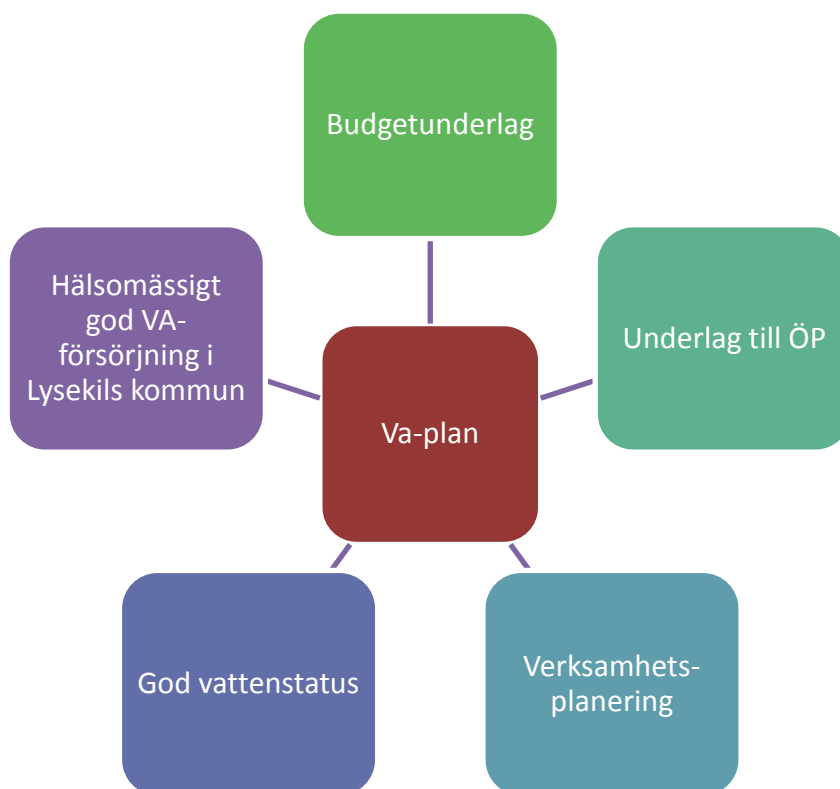 Budgetunderlag
Hälsomässigt
god VA-
försörjning i
Lysekils kommun
Underlag till ÖP
Va-plan
God vattenstatus
Verksamhets-
planering